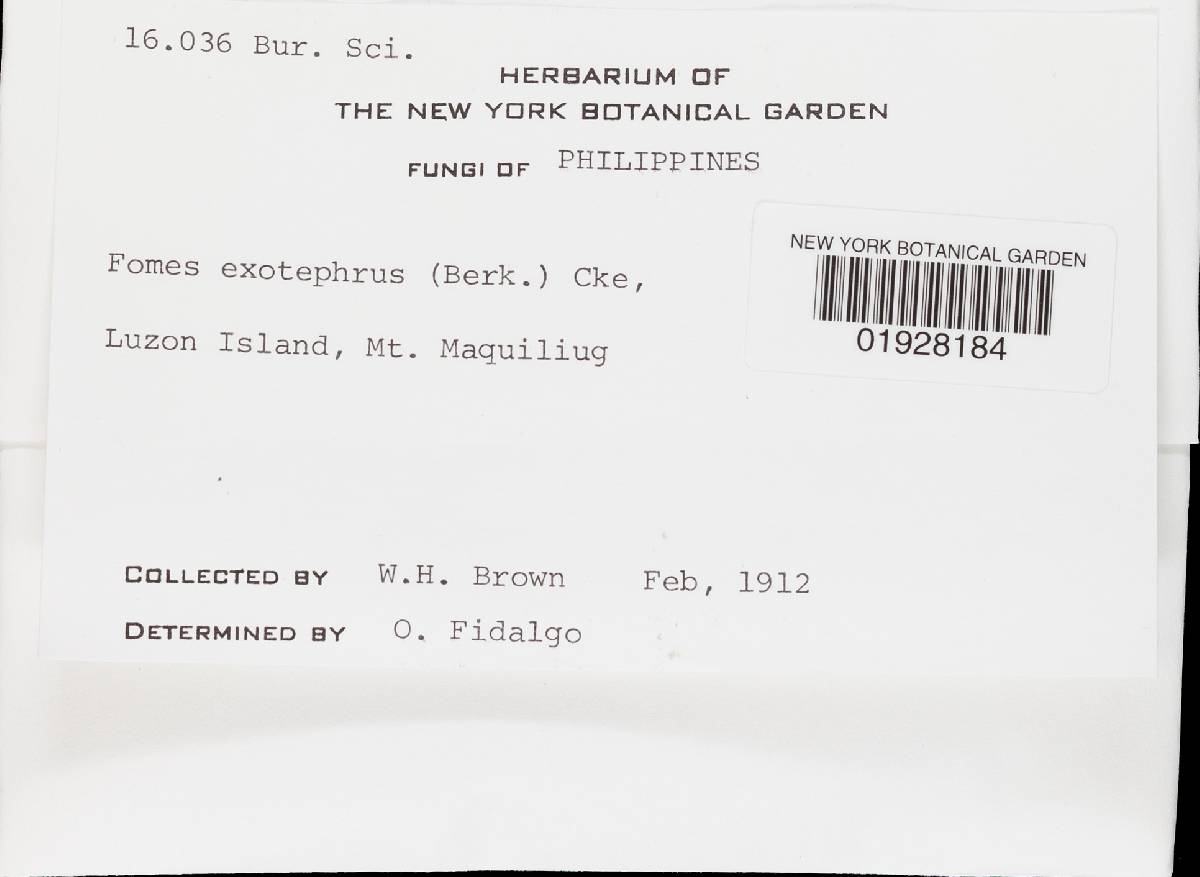 16.036 Bur. Sci.
HERBARIUM OF
THE NEW YORK BOTANICAL GARDEN
FUNGI OF PHILIPPINES
NEW YORK BOTANICAL GARDEN
01928184
Fomes exotephrus (Berk.) Cke,
Luzon Island, Mt. Maquiliug
COLLECTED BY W.H. Brown Feb, 1912
DETERMINED BY O. Fidalgo